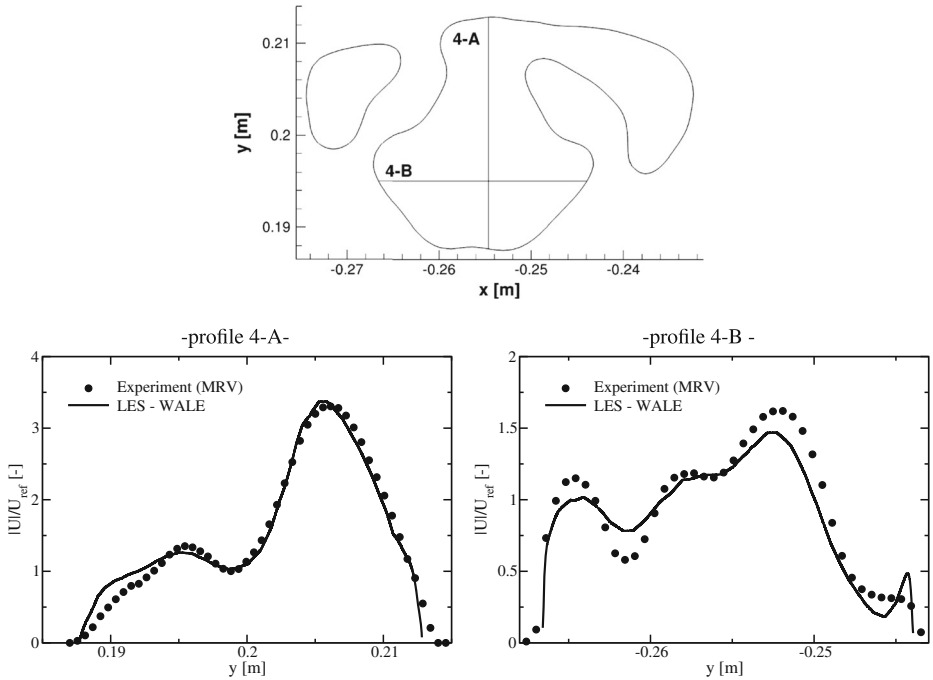 4-A
0.21
y [m]
0.2
4-B
0.19
-0.27 -0.26 -0.25 -0.24
x [m]
-profile 4-A-
4
Experiment (MRV)
LES - WALE
3
|U|/U_ref [-]
2
1
0
0.19 0.2 0.21
y [m]
-profile 4-B -
2
Experiment (MRV)
LES - WALE
1.5
|U|/U_ref [-]
1
0.5
0
-0.26 -0.25
y [m]